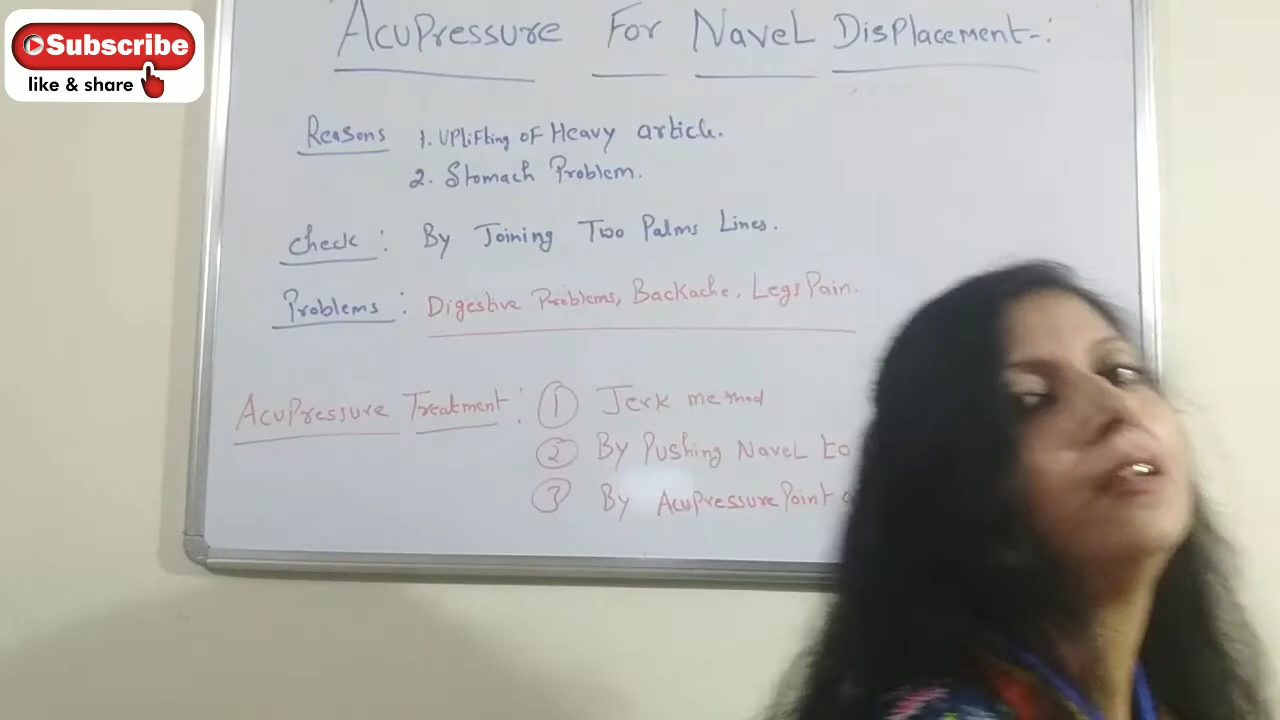 Subscribe
like & share
Acupressure For Navel Displacement-:
Reasons 1. Uplifting of Heavy article.
2. Stomach Problem.
Check : By Joining Two Palms Lines.
Problems : Digestive Problems, Backache, Legs Pain.
Acupressure Treatment : 1 Jerk method
2 By Pushing Navel to
3 By Acupressure Point